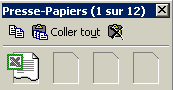 Presse-Papiers (1 sur 12)
Coller tout